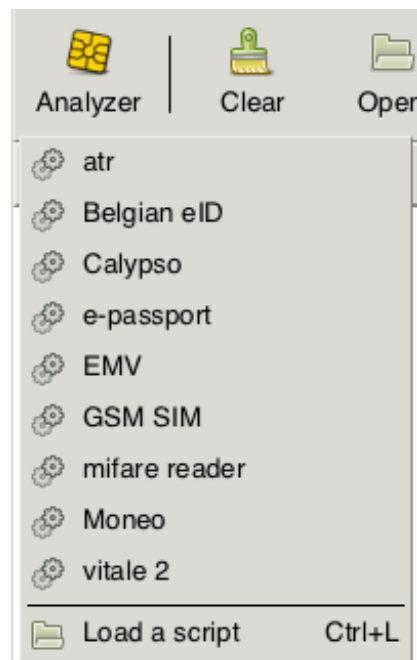 Analyzer Clear Oper
atr
Belgian eID
Calypso
e-passport
EMV
GSM SIM
mifare reader
Moneo
vitale 2
Load a script Ctrl+L